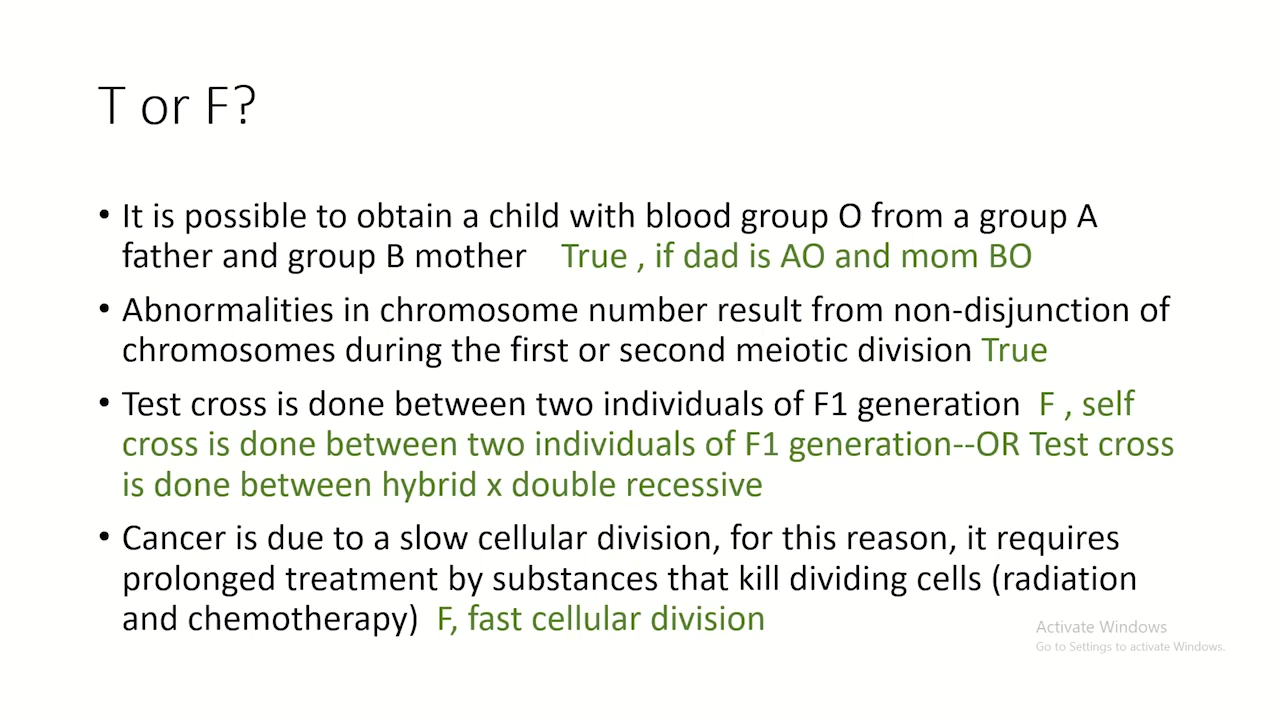 T or F?
• It is possible to obtain a child with blood group O from a group A
father and group B mother True , if dad is AO and mom BO
• Abnormalities in chromosome number result from non-disjunction of
chromosomes during the first or second meiotic division True
• Test cross is done between two individuals of F1 generation F , self
cross is done between two individuals of F1 generation--OR Test cross
is done between hybrid x double recessive
• Cancer is due to a slow cellular division, for this reason, it requires
prolonged treatment by substances that kill dividing cells (radiation
and chemotherapy) F, fast cellular division
Activate Windows
Go to Settings to activate Windows.